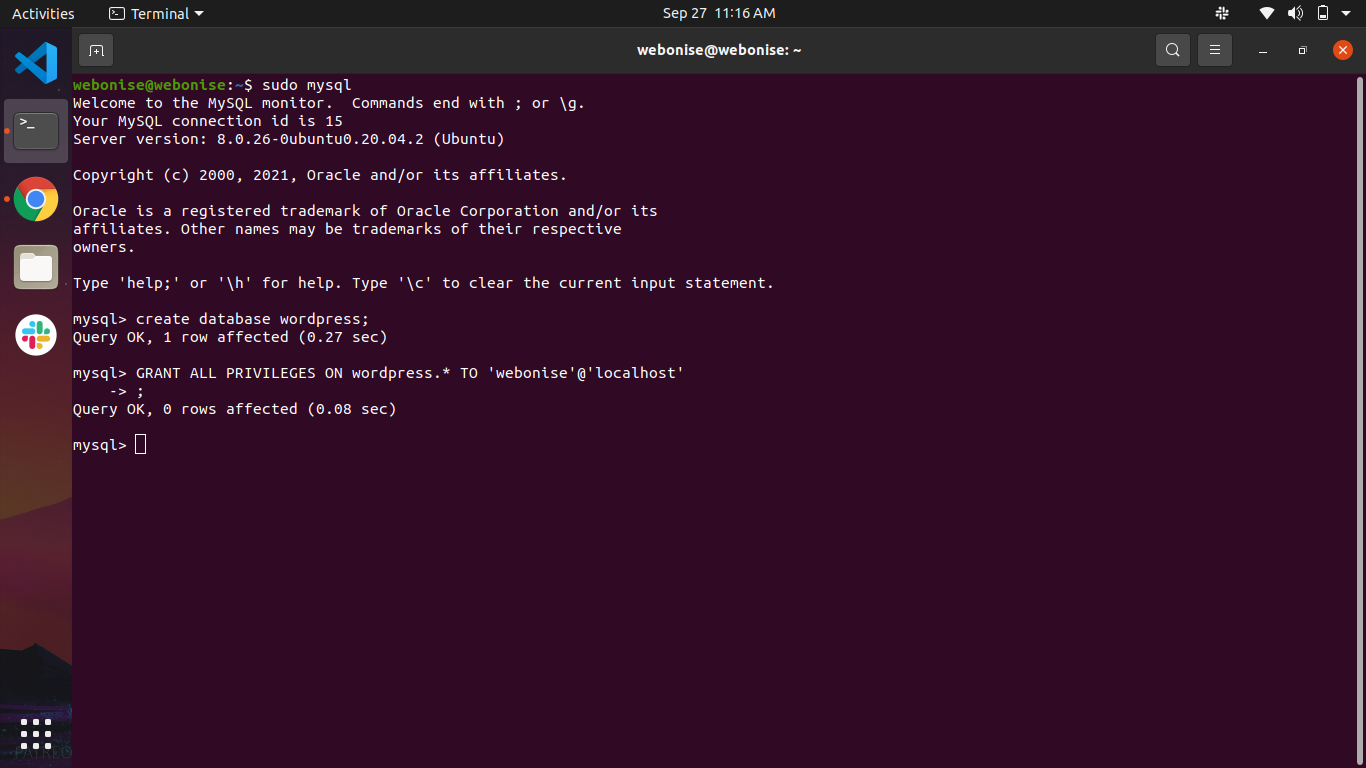 Activities
Terminal
Sep 27 11:16 AM
webonise@webonise: ~
webonise@webonise:~$ sudo mysql
Welcome to the MySQL monitor.  Commands end with ; or \g.
Your MySQL connection id is 15
Server version: 8.0.26-0ubuntu0.20.04.2 (Ubuntu)
Copyright (c) 2000, 2021, Oracle and/or its affiliates.
Oracle is a registered trademark of Oracle Corporation and/or its
affiliates. Other names may be trademarks of their respective
owners.
Type 'help;' or '\h' for help. Type '\c' to clear the current input statement.
mysql> create database wordpress;
Query OK, 1 row affected (0.27 sec)
mysql> GRANT ALL PRIVILEGES ON wordpress.* TO 'webonise'@'localhost'
    -> ;
Query OK, 0 rows affected (0.08 sec)
mysql>